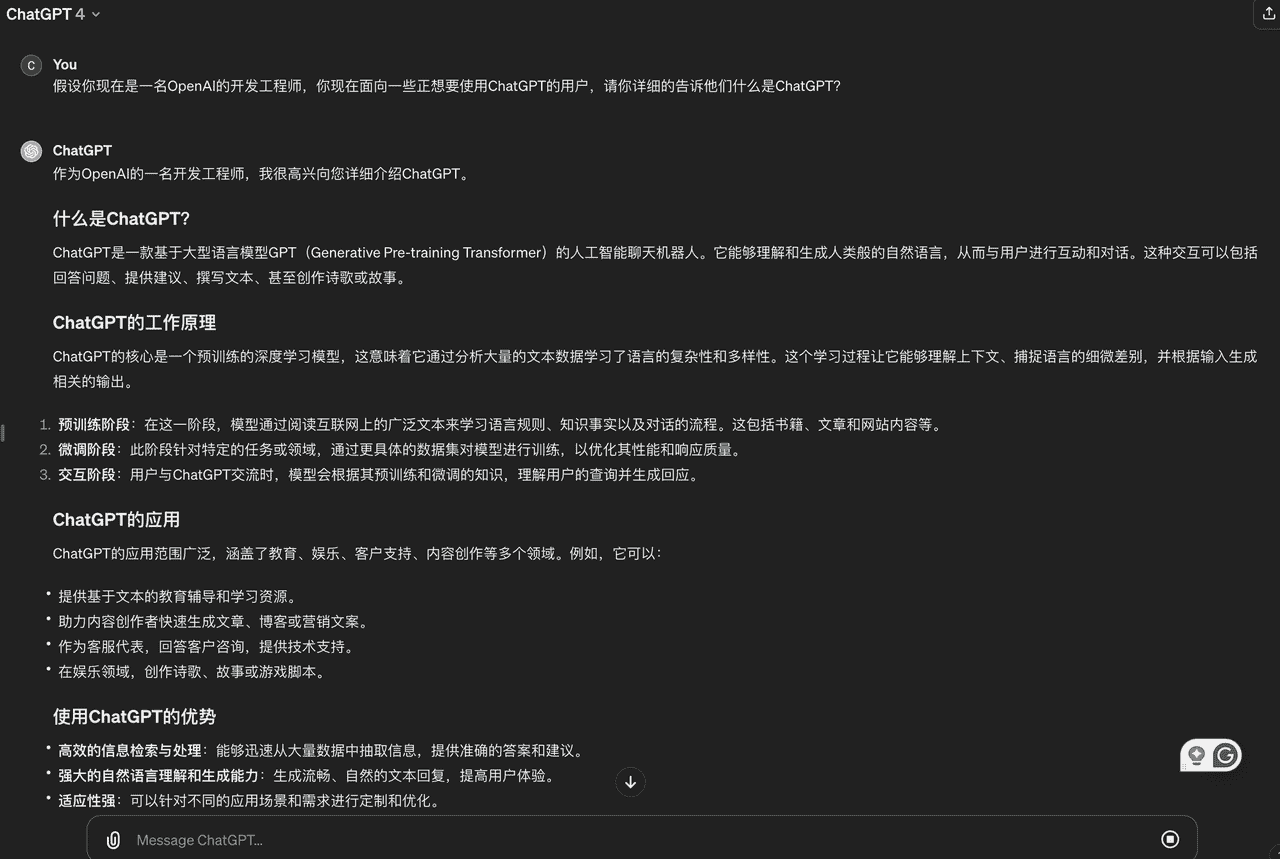 ChatGPT 4
C
You
假设你现在是一名OpenAI的开发工程师，你现在面向一些正想要使用ChatGPT的用户，请你详细的告诉他们什么是ChatGPT?
ChatGPT
作为OpenAI的一名开发工程师，我很高兴向您详细介绍ChatGPT。
什么是ChatGPT?
ChatGPT是一款基于大型语言模型GPT（Generative Pre-training Transformer）的人工智能聊天机器人。它能够理解和生成人类般的自然语言，从而与用户进行互动和对话。这种交互可以包括
回答问题、提供建议、撰写文本、甚至创作诗歌或故事。
ChatGPT的工作原理
ChatGPT的核心是一个预训练的深度学习模型，这意味着它通过分析大量的文本数据学习了语言的复杂性和多样性。这个学习过程让它能够理解上下文、捕捉语言的细微差别，并根据输入生成
相关的输出。
1. 预训练阶段：在这一阶段，模型通过阅读互联网上的广泛文本来学习语言规则、知识事实以及对话的流程。这包括书籍、文章和网站内容等。
2. 微调阶段：此阶段针对特定的任务或领域，通过更具体的数据集对模型进行训练，以优化其性能和响应质量。
3. 交互阶段：用户与ChatGPT交流时，模型会根据其预训练和微调的知识，理解用户的查询并生成回应。
ChatGPT的应用
ChatGPT的应用范围广泛，涵盖了教育、娱乐、客户支持、内容创作等多个领域。例如，它可以：
• 提供基于文本的教育辅导和学习资源。
• 助力内容创作者快速生成文章、博客或营销文案。
• 作为客服代表，回答客户咨询，提供技术支持。
• 在娱乐领域，创作诗歌、故事或游戏脚本。
使用ChatGPT的优势
• 高效的信息检索与处理：能够迅速从大量数据中抽取信息，提供准确的答案和建议。
• 强大的自然语言理解和生成能力：生成流畅、自然的文本回复，提高用户体验。
• 适应性强：可以针对不同的应用场景和需求进行定制和优化。
Message ChatGPT...